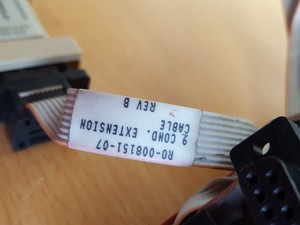 RO-008151-07
9 COND. EXTENSION
CABLE
REV B